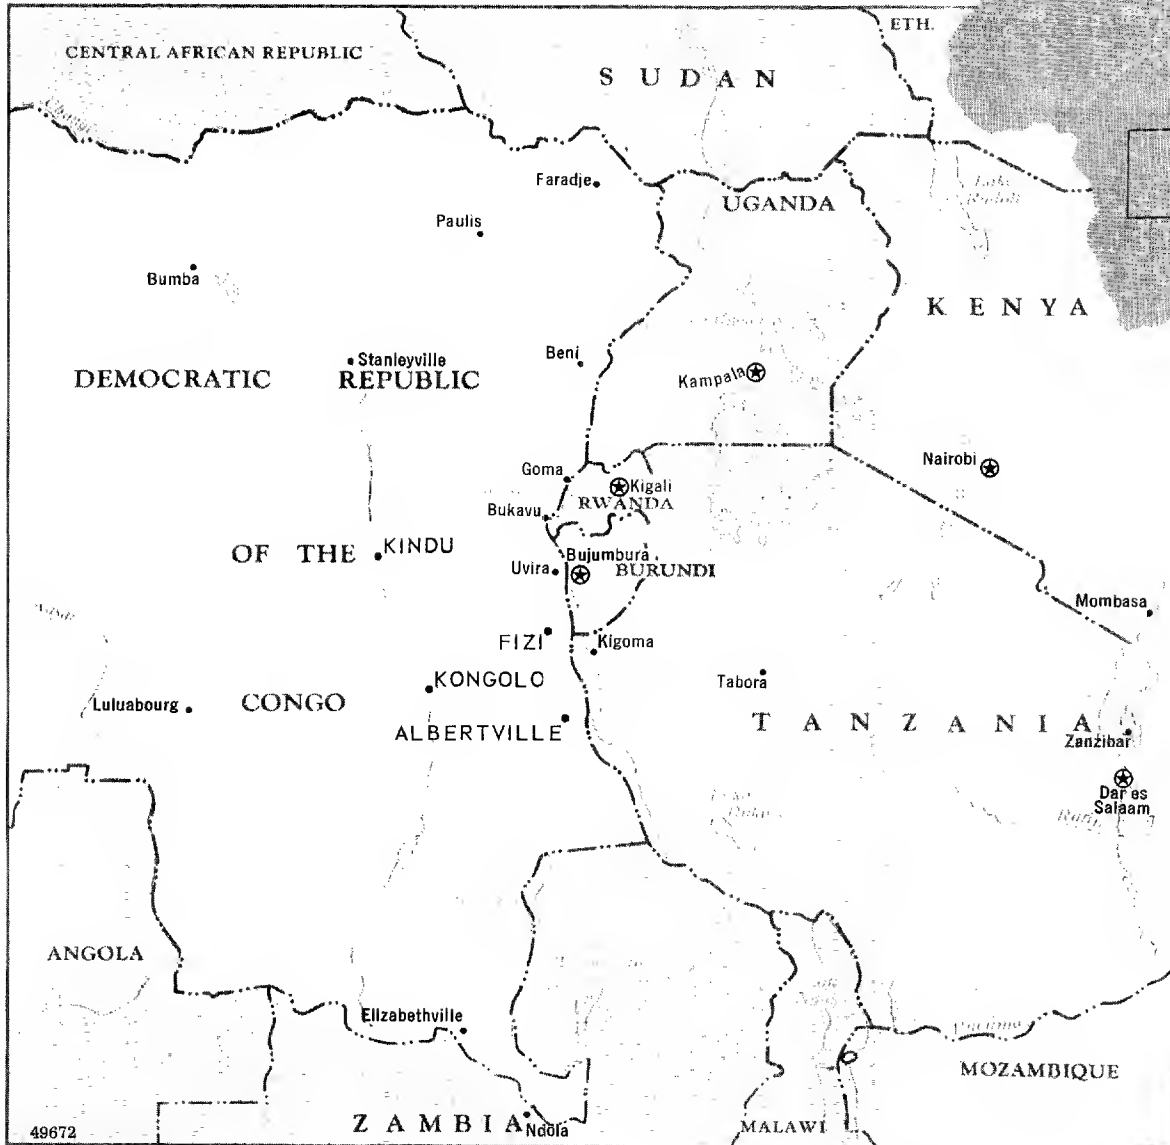 ETH.
CENTRAL AFRICAN REPUBLIC
SUDAN
Faradje
UGANDA
Paulis
Bumba
KENYA
Stanleyville
Beni
Kampala
DEMOCRATIC REPUBLIC
Nairobi
Goma
Kigali
RWANDA
Bukavu
OF THE
KINDU
Bujumbura
Uvira
BURUNDI
Mombasa
FIZI
Kigoma
KONGOLO
Tabora
Luluabourg
CONGO
ALBERTVILLE
TANZANIA
Zanzibar
Dar es
Salaam
ANGOLA
Elizabethville
MOZAMBIQUE
ZAMBIA
Ndola
MALAWI
49672